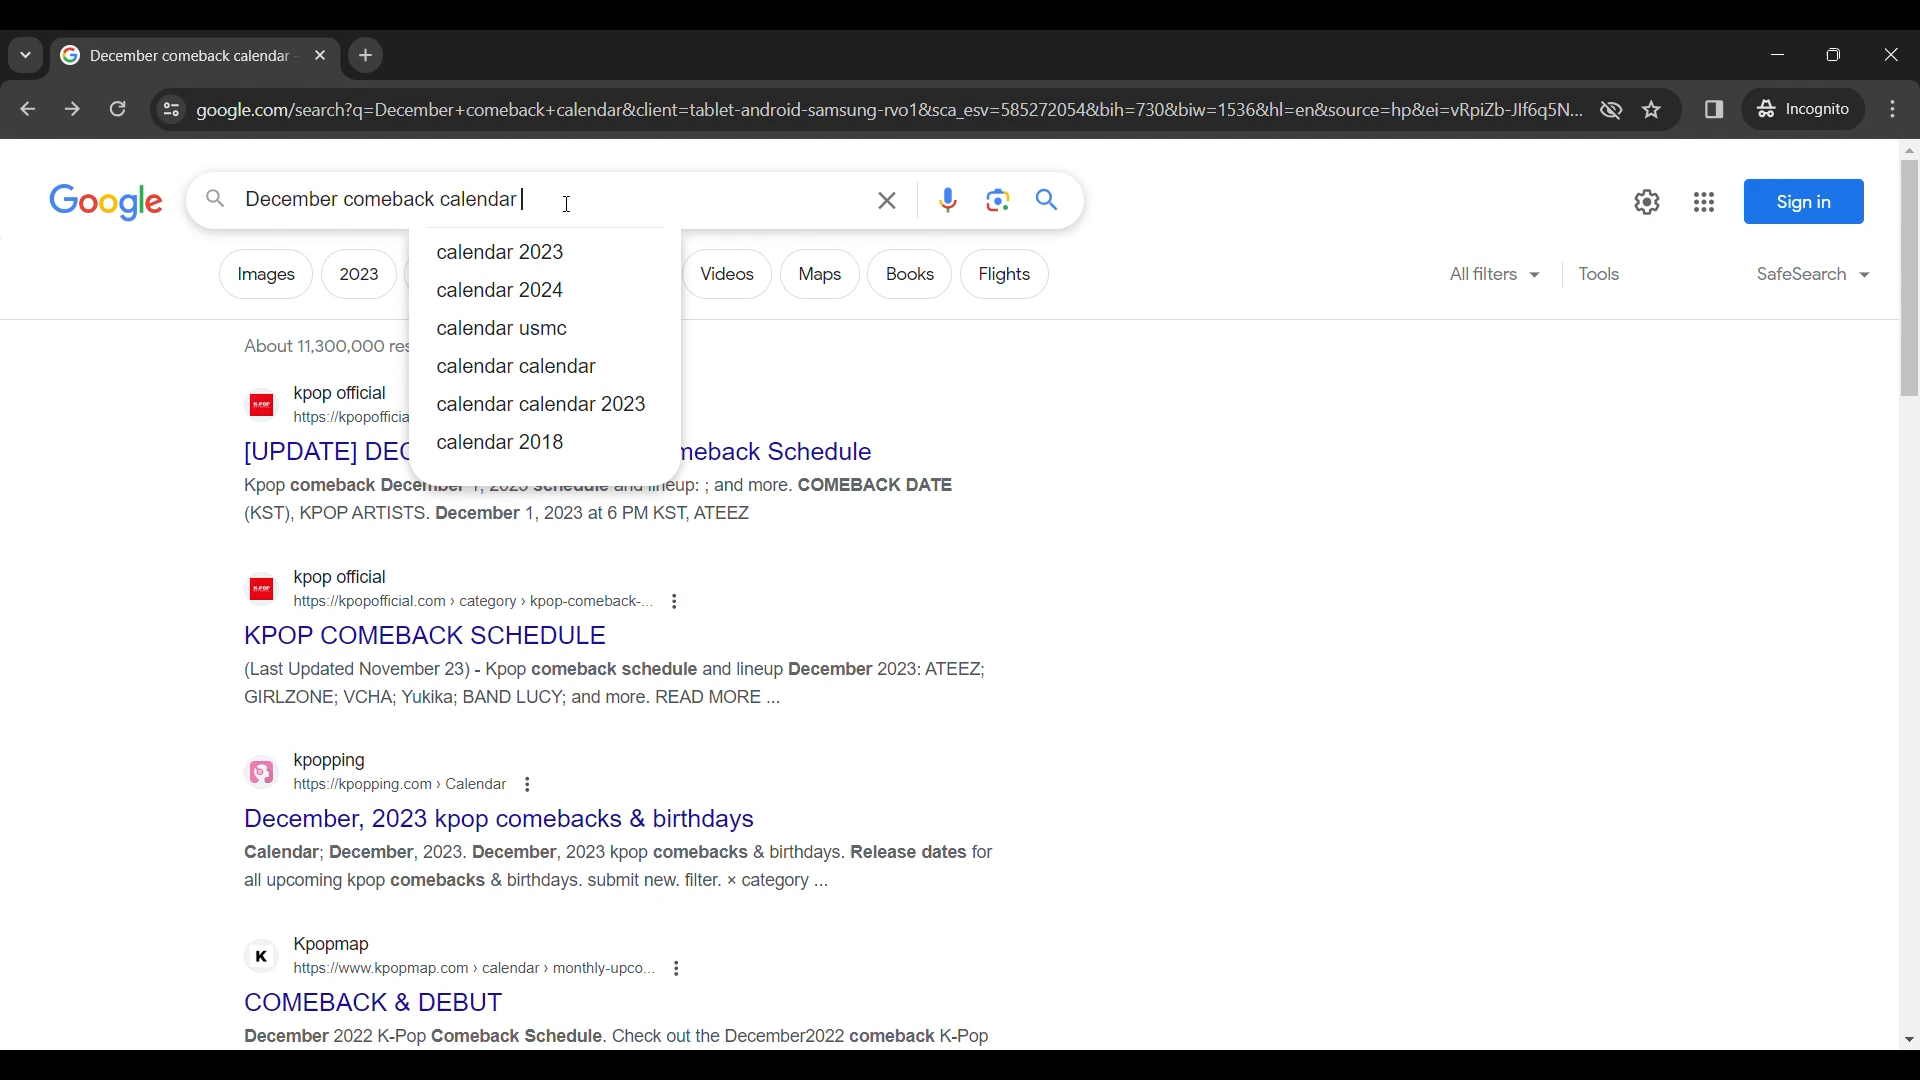 December comeback calendar
google.com/search?q=December+comeback+calendar&client=tablet-android-samsung-rvo1&sca_esv=585272054&bih=730&biw=1536&hl=en&source=hp&ei=vRpiZb-JIf6q5N...
Incognito
Google
December comeback calendar
Sign in
calendar 2023
calendar 2024
calendar usmc
calendar calendar
calendar calendar 2023
calendar 2018
Images
2023
Videos
Maps
Books
Flights
All filters
Tools
SafeSearch
About 11,300,000 res
kpop official
https://kpopofficia
[UPDATE] DEC meback Schedule
Kpop comeback December 1, 2023 schedule and lineup: ; and more. COMEBACK DATE
(KST), KPOP ARTISTS. December 1, 2023 at 6 PM KST, ATEEZ
kpop official
https://kpopofficial.com › category › kpop-comeback-...
KPOP COMEBACK SCHEDULE
(Last Updated November 23) - Kpop comeback schedule and lineup December 2023: ATEEZ;
GIRLZONE; VCHA; Yukika; BAND LUCY; and more. READ MORE ...
kpopping
https://kpopping.com › Calendar
December, 2023 kpop comebacks & birthdays
Calendar; December, 2023. December, 2023 kpop comebacks & birthdays. Release dates for
all upcoming kpop comebacks & birthdays. submit new. filter. × category ...
K
Kpopmap
https://www.kpopmap.com › calendar › monthly-upco...
COMEBACK & DEBUT
December 2022 K-Pop Comeback Schedule. Check out the December2022 comeback K-Pop